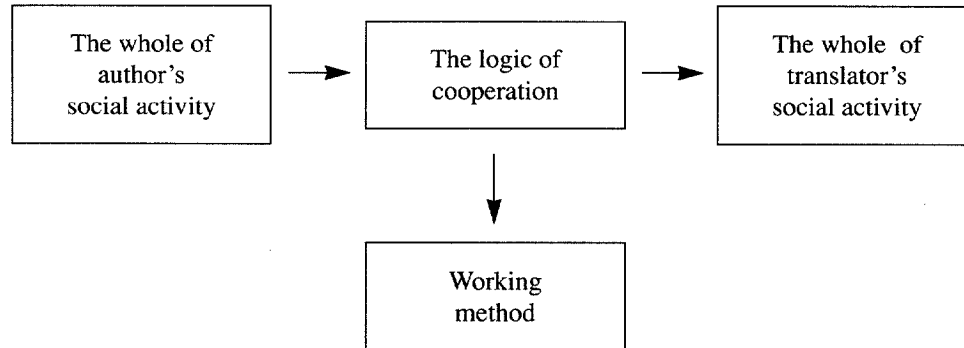 The whole of
author's
social activity
The logic of
cooperation
The whole of
translator's
social activity
Working
method